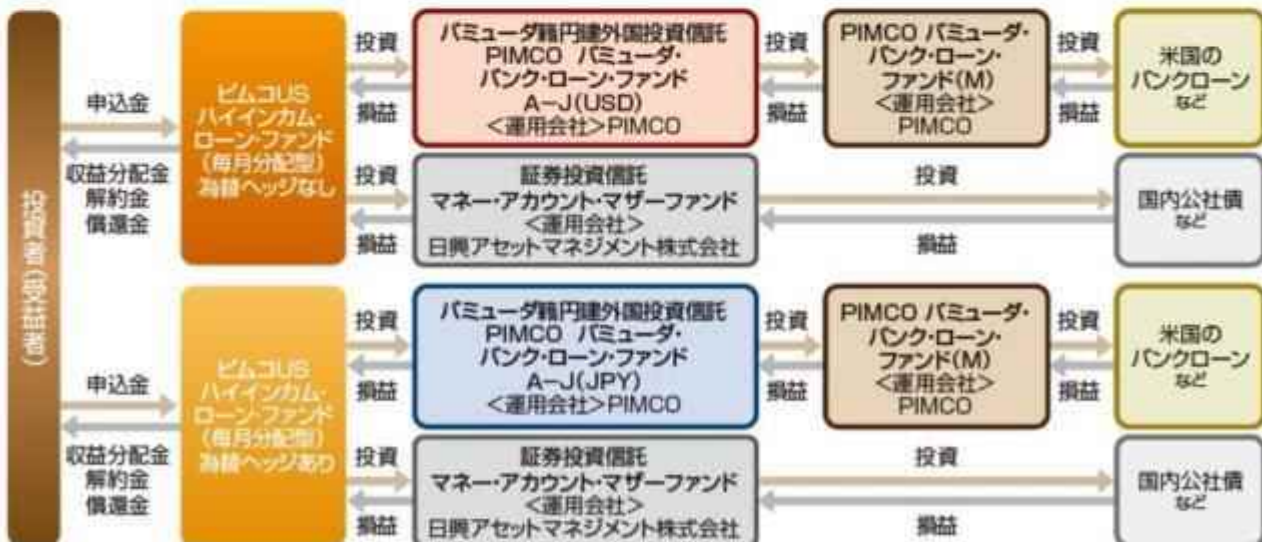 投資者(受益者)
申込金
収益分配金
解約金
償還金
ピムコUS
ハイインカム・
ローン・ファンド
(毎月分配型)
為替ヘッジなし
投資
損益
バミューダ籍円建外国投資信託
PIMCO バミューダ・
バンク・ローン・ファンド
A-J(USD)
<運用会社>PIMCO
投資
損益
PIMCO バミューダ・
バンク・ローン・
ファンド(M)
<運用会社>
PIMCO
投資
損益
米国の
バンクローン
など
投資
損益
証券投資信託
マネー・アカウント・マザーファンド
<運用会社>
日興アセットマネジメント株式会社
投資
損益
国内公社債
など
申込金
収益分配金
解約金
償還金
ピムコUS
ハイインカム・
ローン・ファンド
(毎月分配型)
為替ヘッジあり
投資
損益
バミューダ籍円建外国投資信託
PIMCO バミューダ・
バンク・ローン・ファンド
A-J(JPY)
<運用会社>PIMCO
投資
損益
PIMCO バミューダ・
バンク・ローン・
ファンド(M)
<運用会社>
PIMCO
投資
損益
米国の
バンクローン
など
投資
損益
証券投資信託
マネー・アカウント・マザーファンド
<運用会社>
日興アセットマネジメント株式会社
投資
損益
国内公社債
など